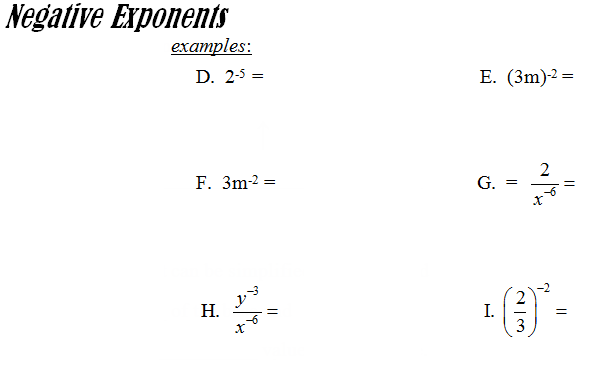 Negative Exponents
examples:
D. 2⁻⁵ = E. (3m)⁻² =
F. 3m⁻² = G. = 2/x⁻⁶ =
H. y⁻³/x⁻⁶ = I. (2/3)⁻² =